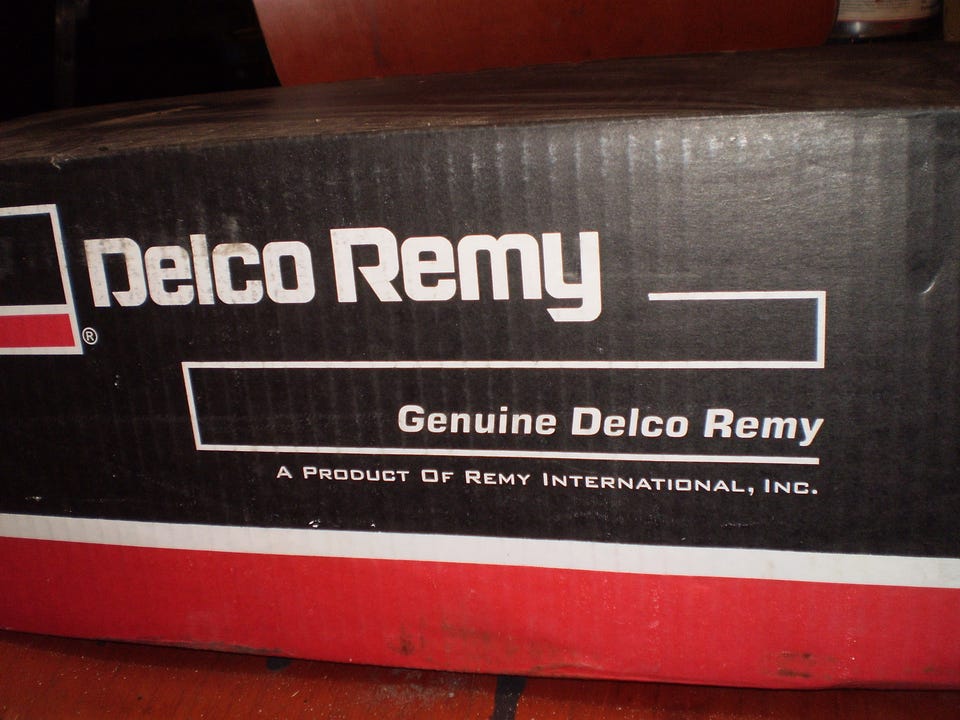 Delco Remy
®
Genuine Delco Remy
A PRODUCT OF REMY INTERNATIONAL, INC.